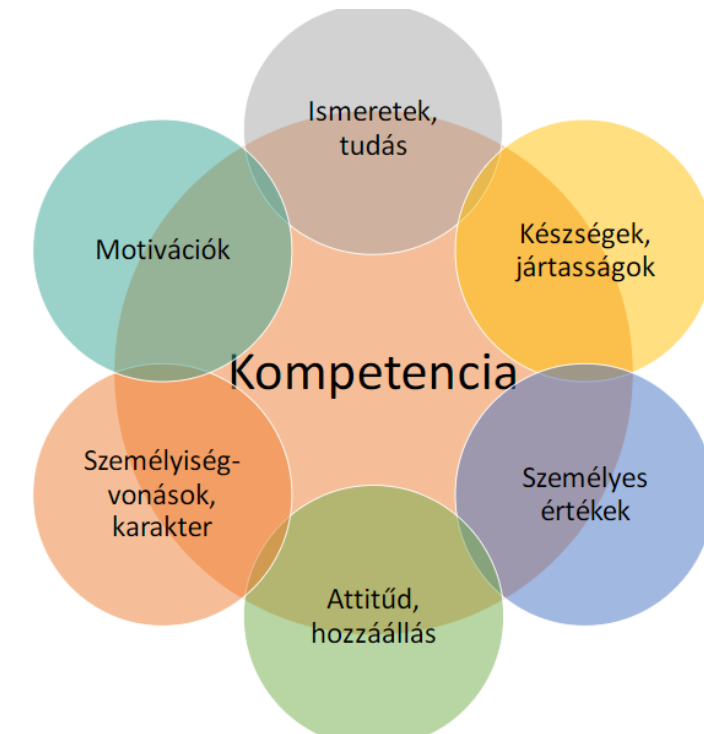 Ismeretek,
tudás
Készségek,
jártasságok
Személyes
értékek
Attitűd,
hozzáállás
Személyiség-
vonások,
karakter
Motivációk
Kompetencia